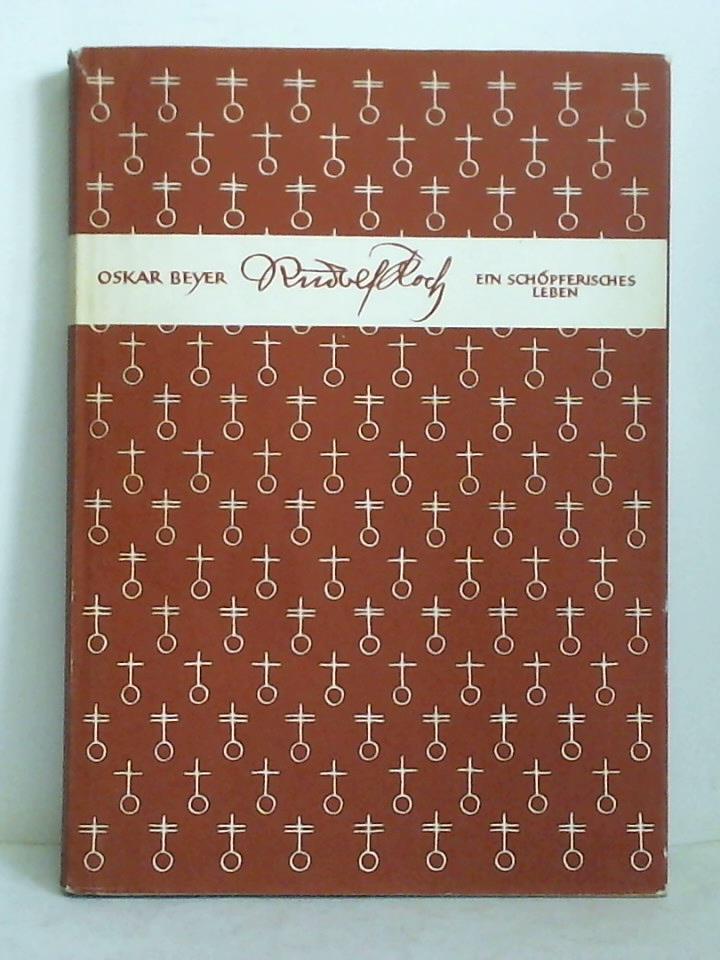 OSKAR BEYER
Rudolf Koch
EIN SCHÖPFERISCHES
LEBEN